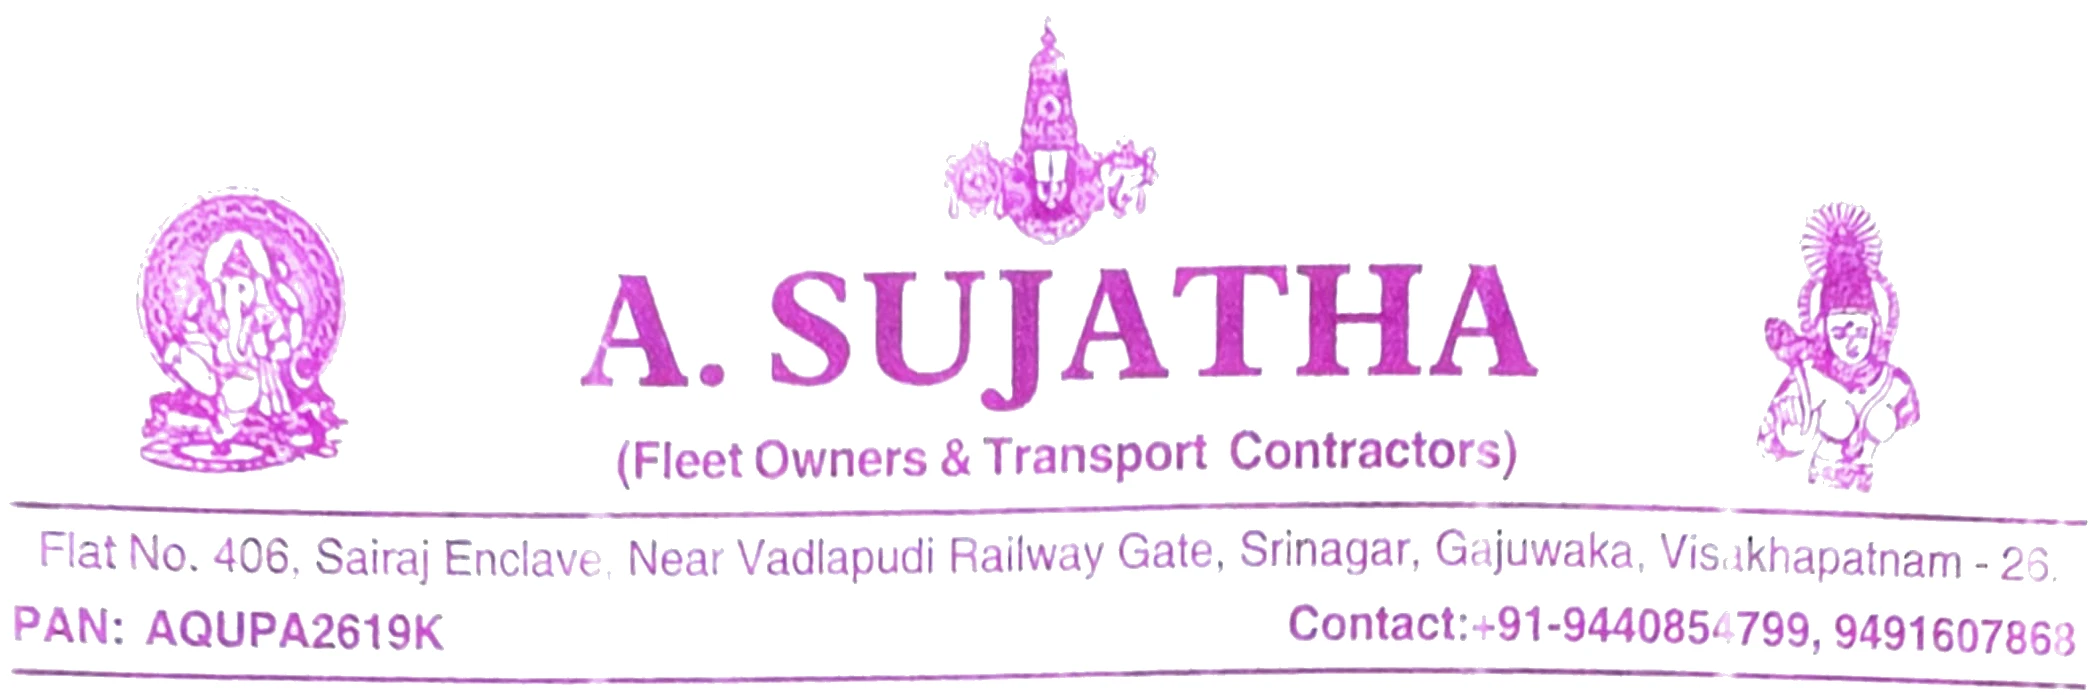 A. SUJATHA
(Fleet Owners & Transport Contractors)
Flat No. 406, Sairaj Enclave, Near Vadlapudi Railway Gate, Srinagar, Gajuwaka, Visakhapatnam - 26.
PAN: AQUPA2619K Contact:+91-9440854799, 9491607868